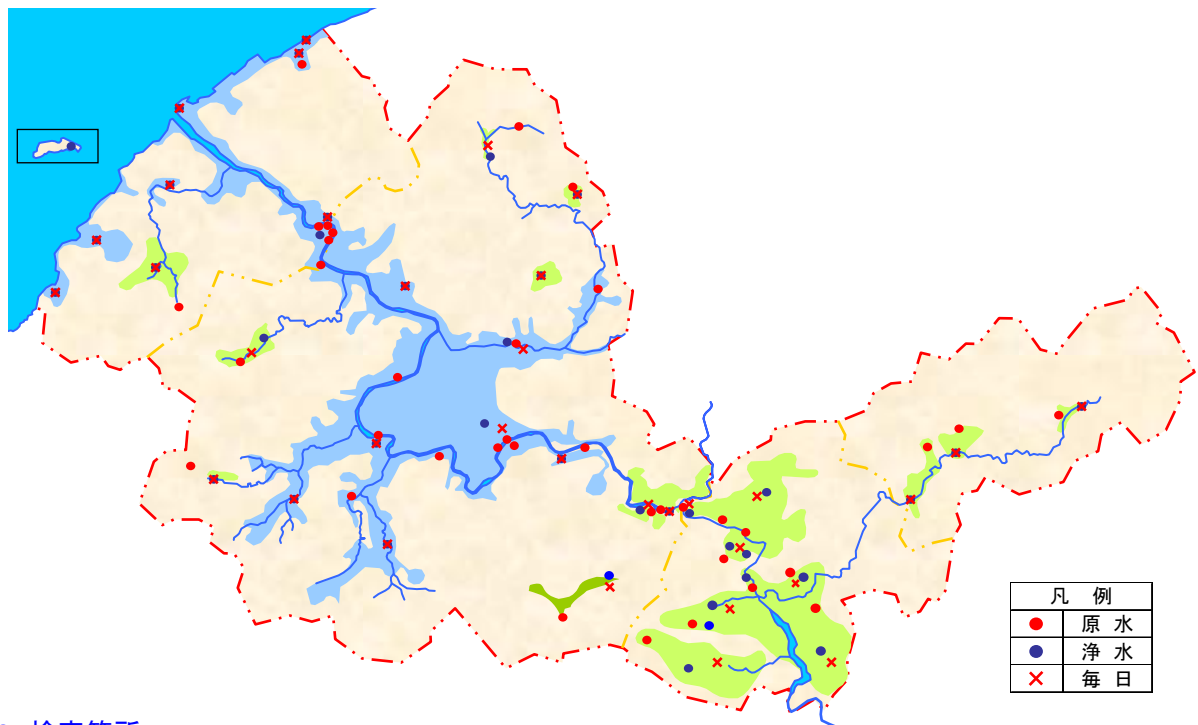 凡 例
原 水
浄 水
毎 日